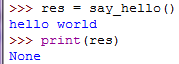 >>> res = say_hello()
hello world
>>> print(res)
None